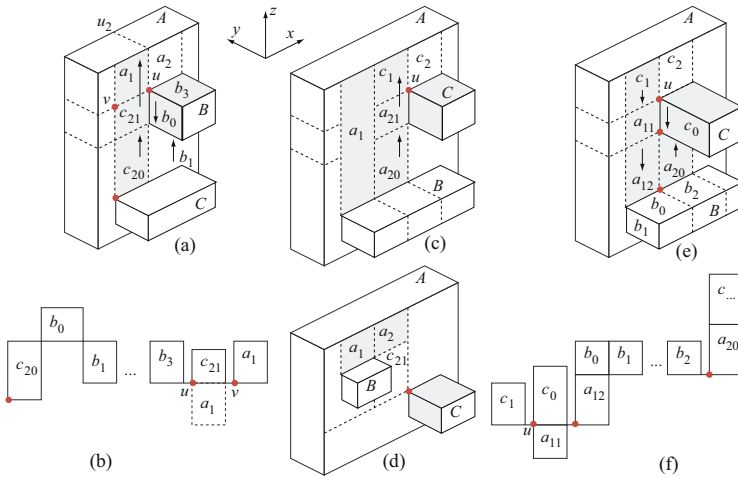 A
u₂
a₁
a₂
u
v
b₃
B
c₂₁
b₀
b₁
c₂₀
C
(a)
z
y
x
A
c₂
c₁
a₁
a₂₁
C
a₂₀
B
(c)
A
c₂
c₁
u
a₁₁
c₀
C
a₁₂
a₂₀
b₂
b₀
b₁
B
(e)
b₀
c₂₀
b₁
...
b₃
c₂₁
a₁
u
v
a₁
(b)
A
a₁
a₂
c₂₁
B
C
(d)
c...
a₂₀
b₀
b₁
...
b₂
c₁
c₀
a₁₂
u
a₁₁
(f)